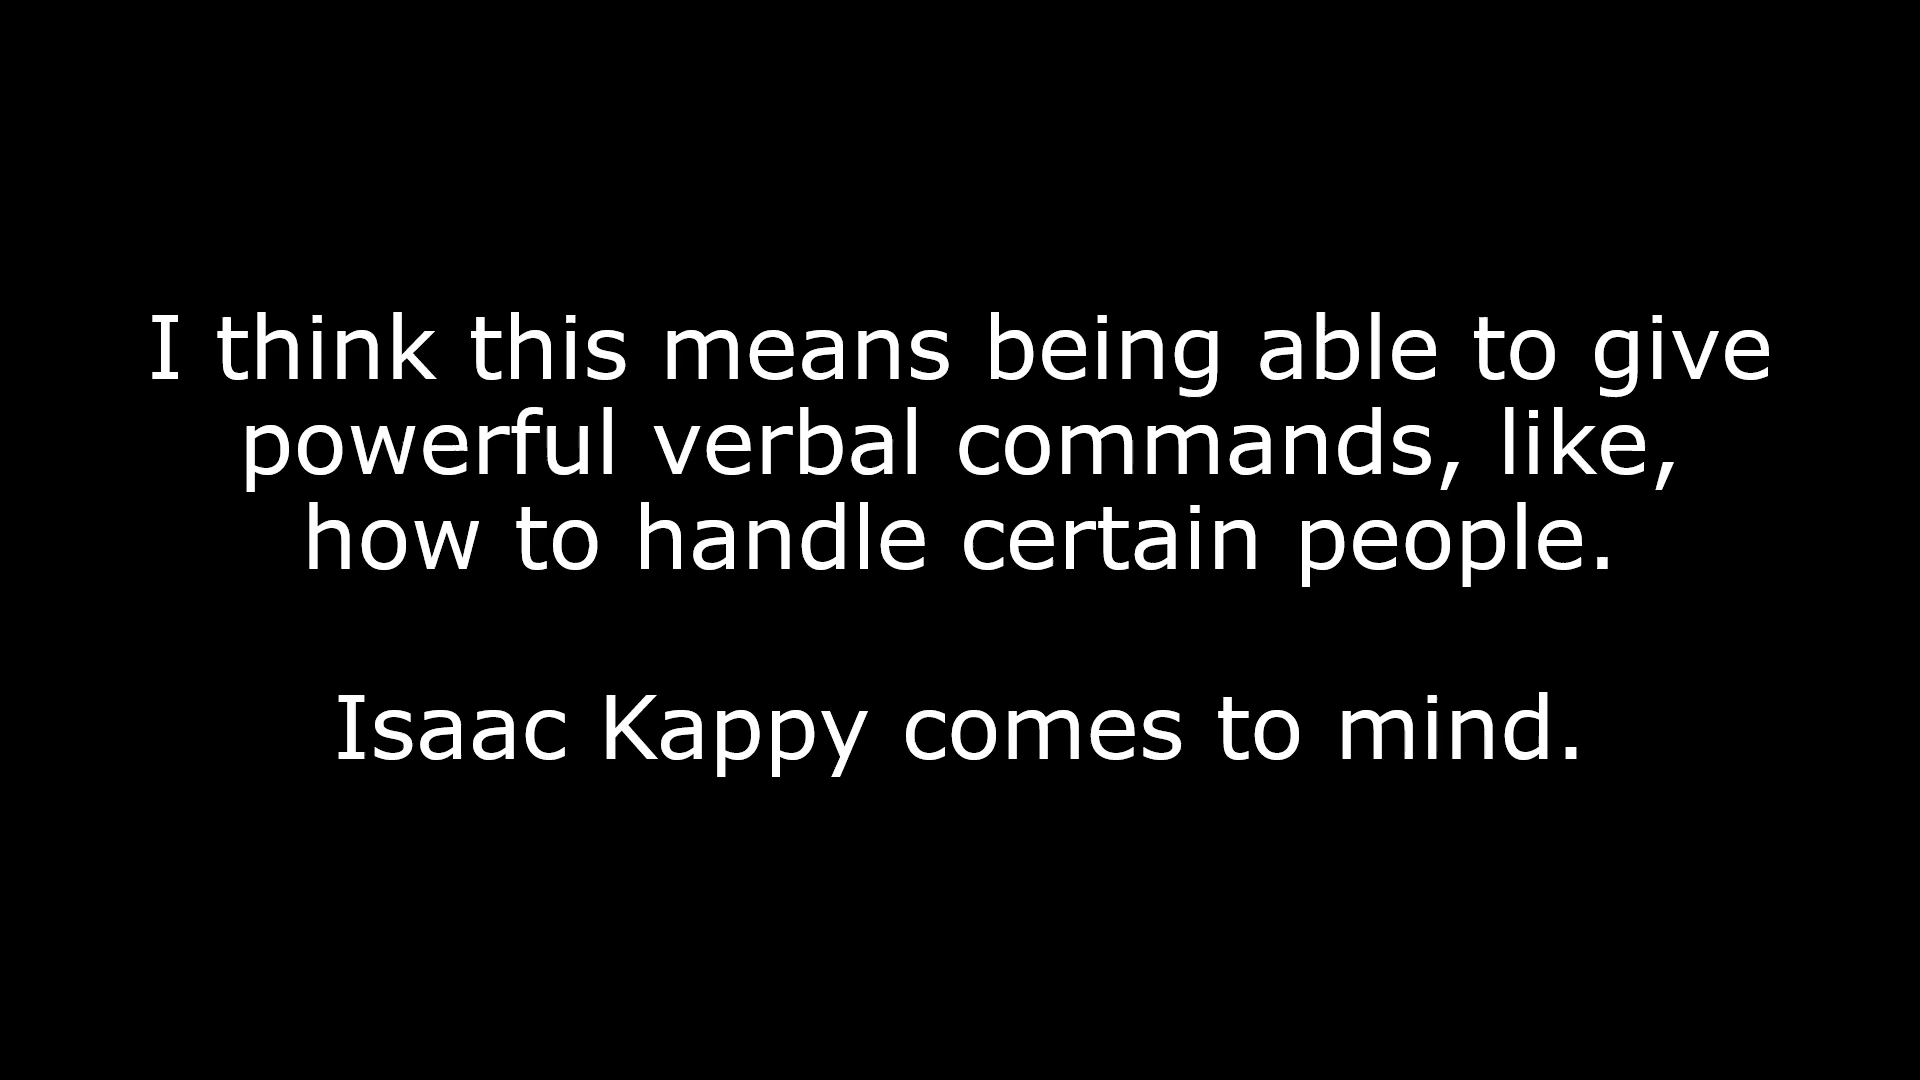 I think this means being able to give
powerful verbal commands, like,
how to handle certain people.
Isaac Kappy comes to mind.